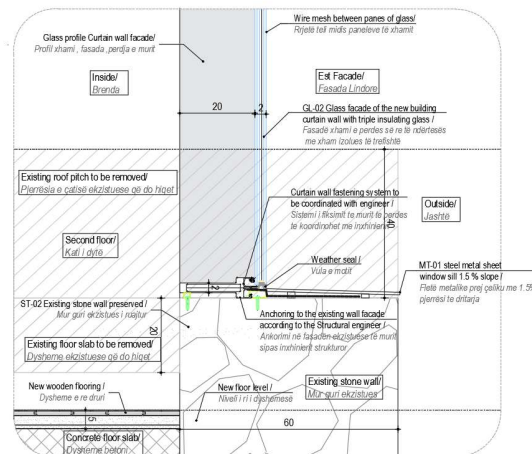 Wire mesh between panes of glass/
Rrjetë teli midis paneleve të xhamit
Glass profile Curtain wall facade/
Profil xhami , fasada ,perdja e murit
Inside/
Brenda
Est Facade/
Fasada Lindore
20
2
GL-02 Glass facade of the new building
curtain wall with triple insulating glass /
Fasadë xhami e perdes së re të ndërtesës
me xham izolues të trefishtë
Existing roof pitch to be removed/
Pjerrësia e çatisë ekzistuese që do hiqet
Curtain wall fastening system to
be coordinated with engineer /
Sistemi i fiksimit te murit të perdes
të koordinohet me inxhinierin
Outside/
Jashtë
40
Second floor/
Kati i dytë
Weather seal /
Vula e motit
MT-01 steel metal sheet
window sill 1.5 % slope /
Fletë metalike prej çeliku me 1.5%
pjerrësi të dritarja
2
ST-02 Existing stone wall preserved /
Mur guri ekzistues i ruajtur
Anchoring to the existing wall facade
according to the Structural engineer /
Ankorimi në fasadën ekzistuese të murit
sipas inxhinierit strukturor
20
Existing floor slab to be removed/
Dysheme ekzistuese që do hiqet
New wooden flooring /
Dysheme e re druri
New floor level /
Niveli i ri i dyshemesë
Existing stone wall/
Mur guri ekzistues
5
60
Concrete floor slab/
Dysheme betoni